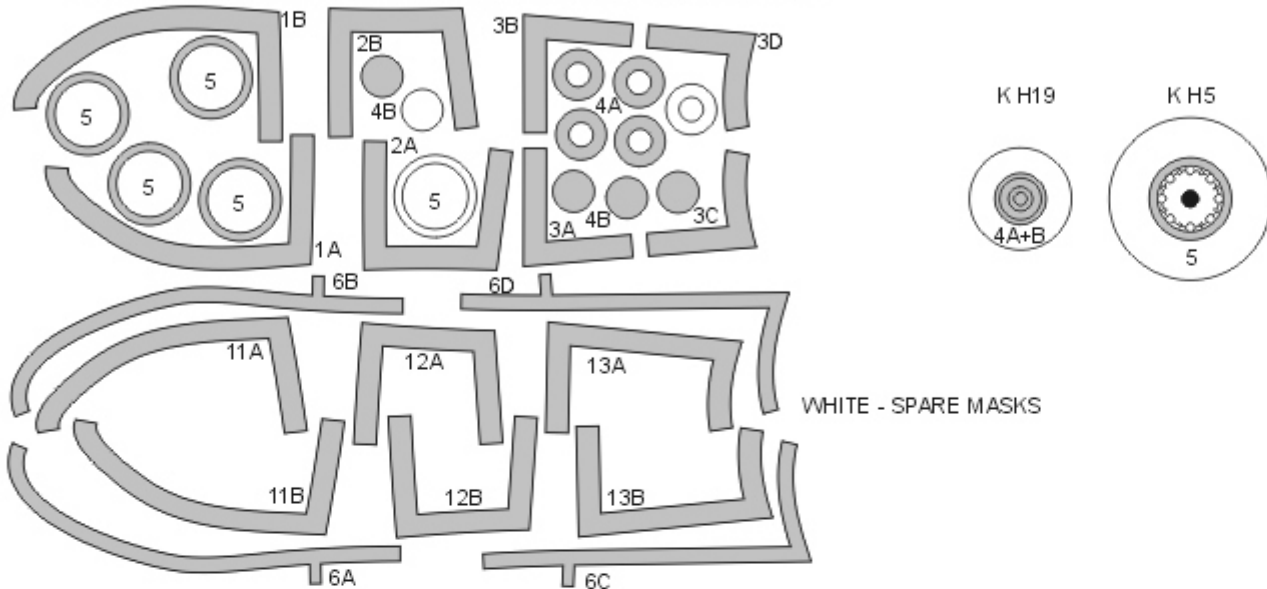 1B
2B
3B
3D
5
5
4B
4A
K H19
K H5
2A
5
5
5
3A
4B
3C
1A
4A+B
5
6B
6D
11A
12A
13A
WHITE - SPARE MASKS
11B
12B
13B
6A
6C